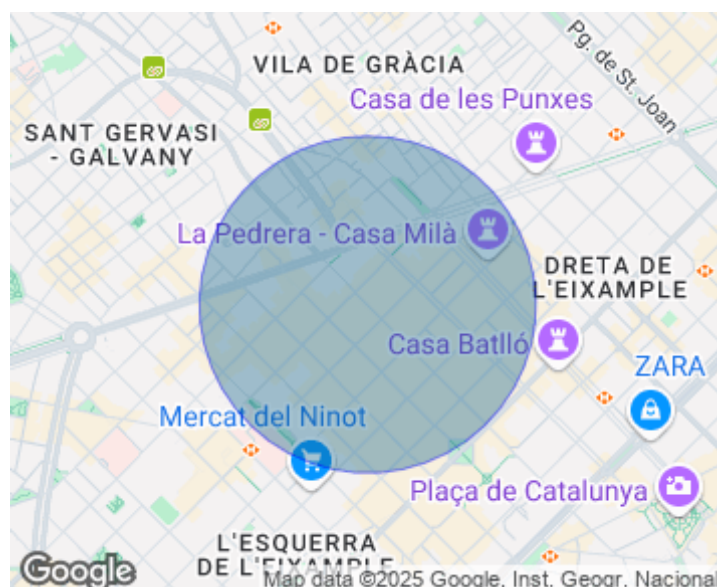 VILA DE GRÀCIA
Pg. de St. Joan
Casa de les Punxes
SANT GERVASI
- GALVANY
La Pedrera - Casa Milà
DRETA DE
L'EIXAMPLE
Casa Batlló
ZARA
Mercat del Ninot
Plaça de Catalunya
L'ESQUERRA
DE L'EIXAMPLE
Google
Map data ©2025 Google, Inst. Geogr. Nacional